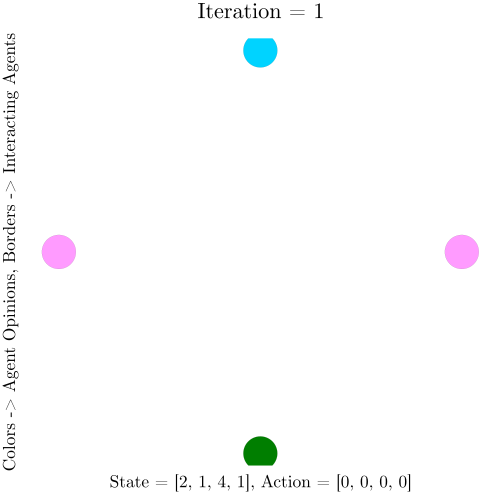 Iteration = 1
Colors -> Agent Opinions, Borders -> Interacting Agents
State = [2, 1, 4, 1], Action = [0, 0, 0, 0]